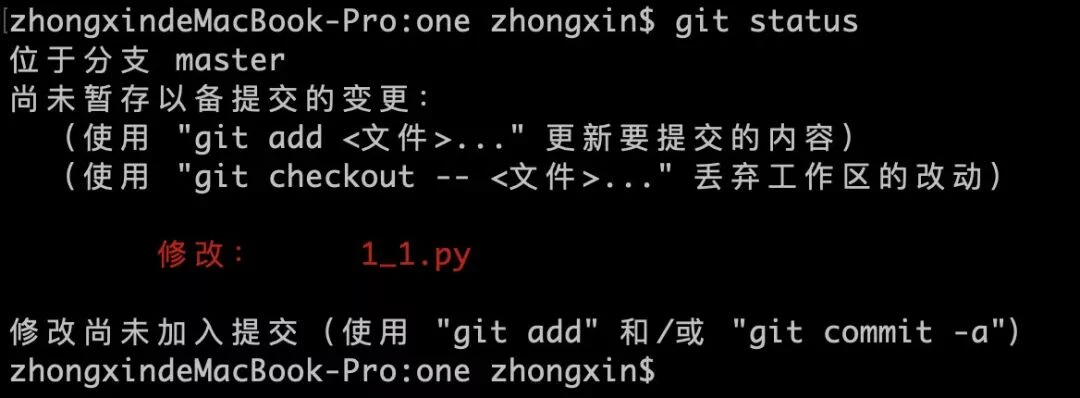 zhongxindeMacBook-Pro:one zhongxin$ git status
位于分支 master
尚未暂存以备提交的变更：
（使用 "git add <文件>..." 更新要提交的内容）
（使用 "git checkout -- <文件>..." 丢弃工作区的改动）
修改： 1_1.py
修改尚未加入提交（使用 "git add" 和/或 "git commit -a"）
zhongxindeMacBook-Pro:one zhongxin$